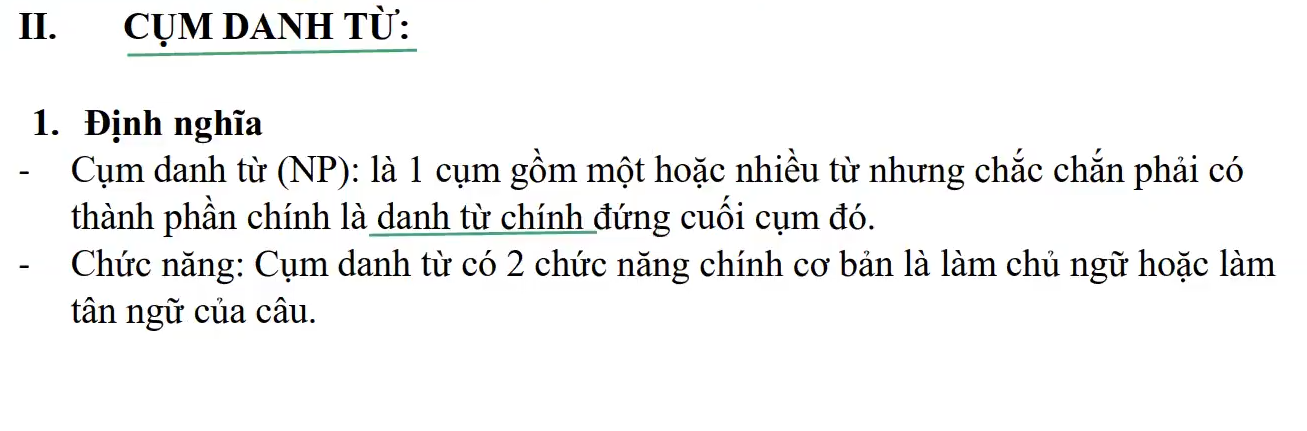 II. CỤM DANH TỪ:
1. Định nghĩa
- Cụm danh từ (NP): là 1 cụm gồm một hoặc nhiều từ nhưng chắc chắn phải có
thành phần chính là danh từ chính đứng cuối cụm đó.
- Chức năng: Cụm danh từ có 2 chức năng chính cơ bản là làm chủ ngữ hoặc làm
tân ngữ của câu.